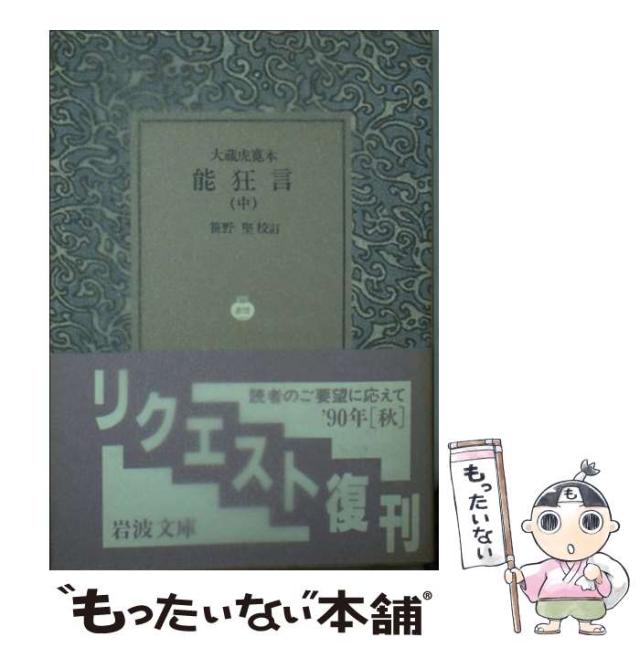 大蔵虎寛本
能狂言
(中)
笹野 堅校訂
リクエスト復刊
読者のご要望に応えて
'90年[秋]
岩波文庫
もったいない
も
"もったいない"本舗®